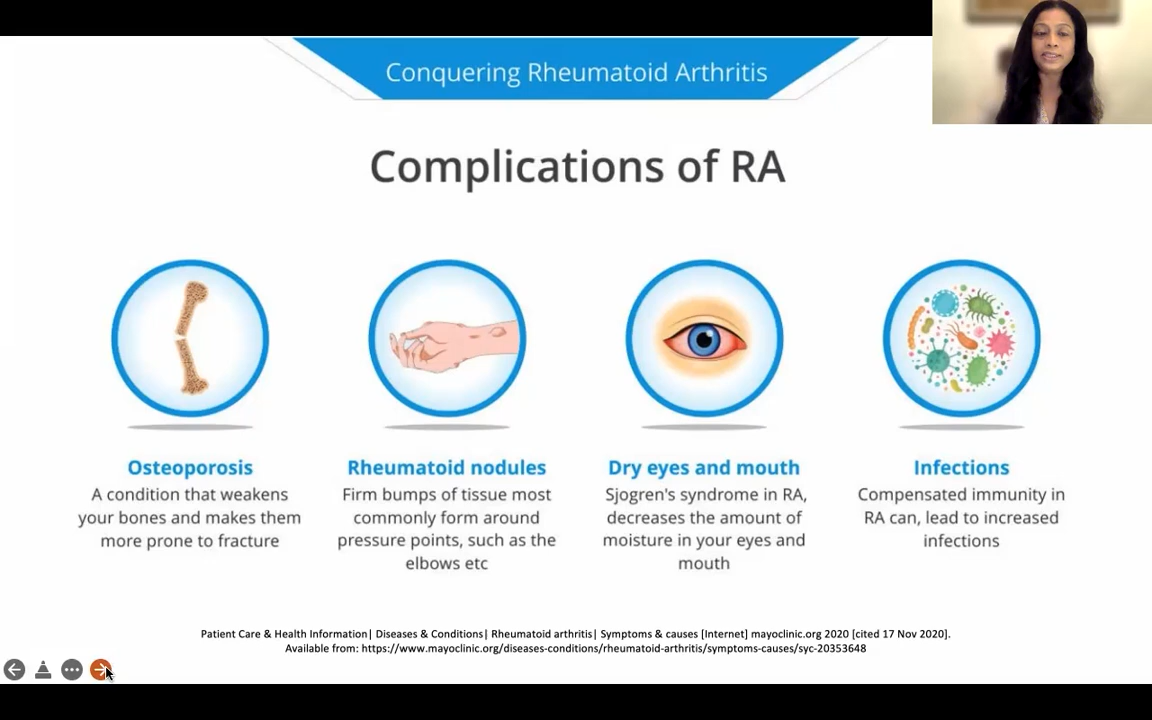 Conquering Rheumatoid Arthritis
Complications of RA
Osteoporosis
A condition that weakens
your bones and makes them
more prone to fracture
Rheumatoid nodules
Firm bumps of tissue most
commonly form around
pressure points, such as the
elbows etc
Dry eyes and mouth
Sjogren's syndrome in RA,
decreases the amount of
moisture in your eyes and
mouth
Infections
Compensated immunity in
RA can, lead to increased
infections
Patient Care & Health Information| Diseases & Conditions| Rheumatoid arthritis| Symptoms & causes [Internet] mayoclinic.org 2020 [cited 17 Nov 2020].
Available from: https://www.mayoclinic.org/diseases-conditions/rheumatoid-arthritis/symptoms-causes/syc-20353648